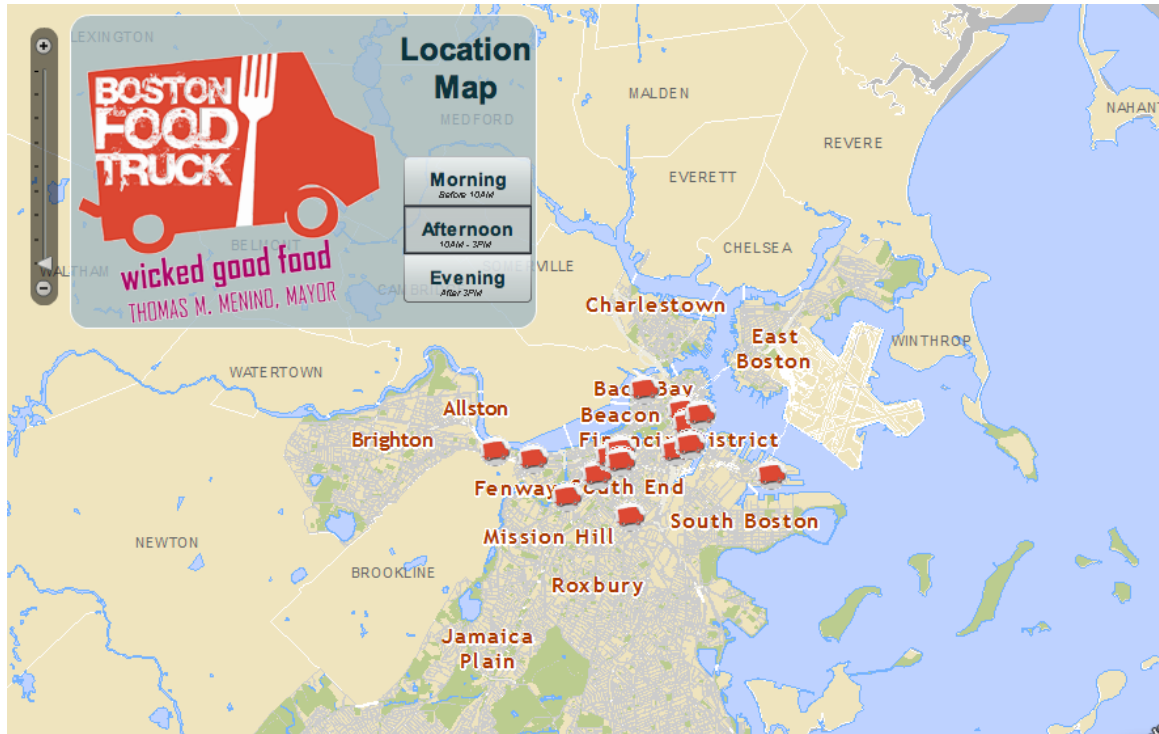 LEXINGTON
BOSTON
FOOD
TRUCK
wicked good food
THOMAS M. MENINO, MAYOR
Location
Map
Morning
Before 10AM
Afternoon
10AM - 3PM
Evening
After 3PM
MEDFORD
BELMONT
WALTHAM
SOMERVILLE
MALDEN
NAHANT
REVERE
EVERETT
CHELSEA
Charlestown
East
Boston
WINTHROP
WATERTOWN
Back Bay
Allston
Beacon
Brighton
Financial District
Fenway
South End
South Boston
Mission Hill
NEWTON
BROOKLINE
Roxbury
Jamaica
Plain